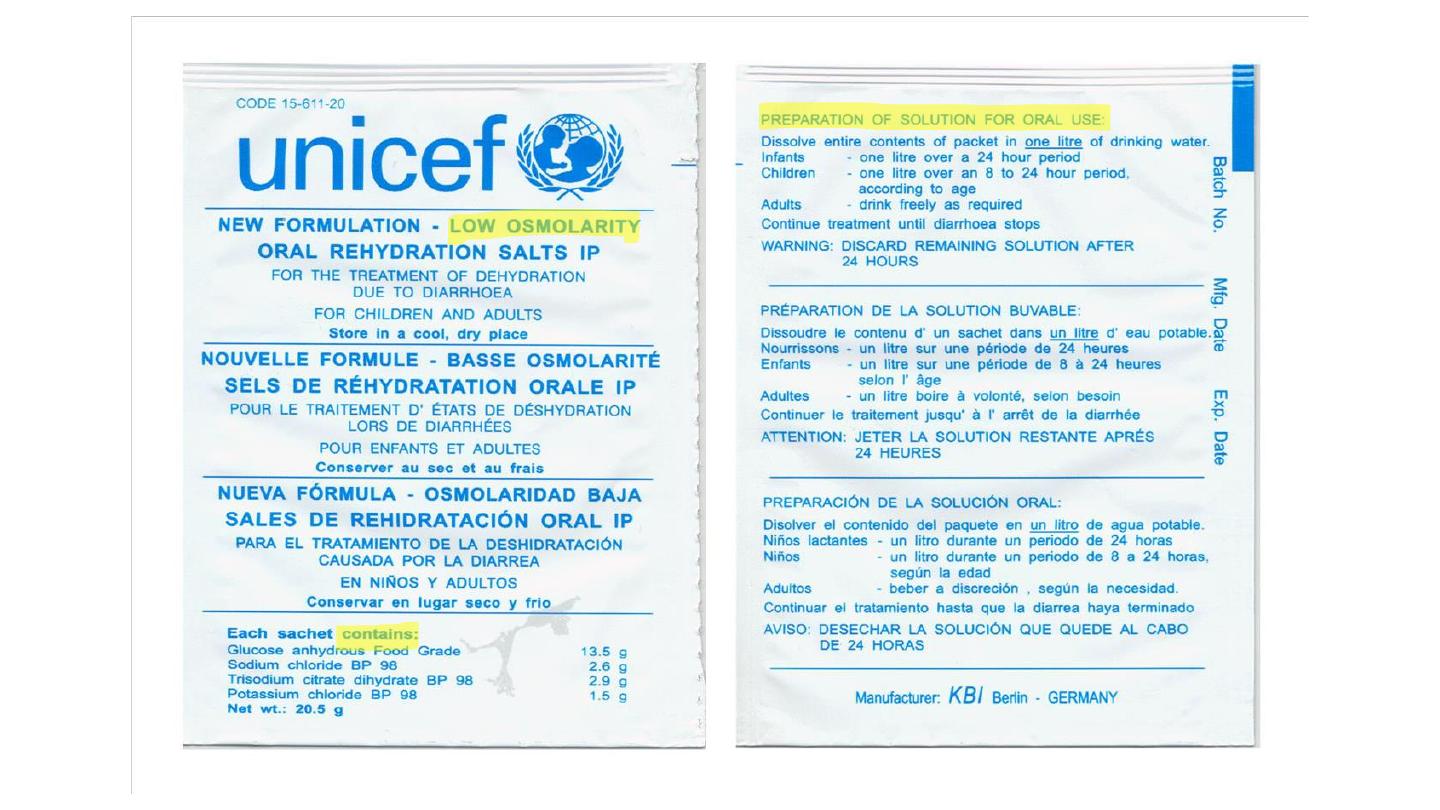 CODE 15-611-20
unicef
NEW FORMULATION - LOW OSMOLARITY
ORAL REHYDRATION SALTS IP
FOR THE TREATMENT OF DEHYDRATION
DUE TO DIARRHOEA
FOR CHILDREN AND ADULTS
Store in a cool, dry place
NOUVELLE FORMULE - BASSE OSMOLARITÉ
SELS DE RÉHYDRATATION ORALE IP
POUR LE TRAITEMENT D' ÉTATS DE DÉSHYDRATION
LORS DE DIARRHÉES
POUR ENFANTS ET ADULTES
Conserver au sec et au frais
NUEVA FÓRMULA - OSMOLARIDAD BAJA
SALES DE REHIDRATACIÓN ORAL IP
PARA EL TRATAMIENTO DE LA DESHIDRATACIÓN
CAUSADA POR LA DIARREA
EN NIÑOS Y ADULTOS
Conservar en lugar seco y frio
Each sachet contains:
Glucose anhydrous Food Grade 13.5 g
Sodium chloride BP 98 2.6 g
Trisodium citrate dihydrate BP 98 2.9 g
Potassium chloride BP 98 1.5 g
Net wt.: 20.5 g
PREPARATION OF SOLUTION FOR ORAL USE:
Dissolve entire contents of packet in one litre of drinking water.
Infants - one litre over a 24 hour period
Children - one litre over an 8 to 24 hour period,
according to age
Adults - drink freely as required
Continue treatment until diarrhoea stops
WARNING: DISCARD REMAINING SOLUTION AFTER
24 HOURS
PRÉPARATION DE LA SOLUTION BUVABLE:
Dissoudre le contenu d' un sachet dans un litre d' eau potable.
Nourrissons - un litre sur une période de 24 heures
Enfants - un litre sur une période de 8 à 24 heures
selon l' âge
Adultes - un litre boire à volonté, selon besoin
Continuer le traitement jusqu' à l' arrêt de la diarrhée
ATTENTION: JETER LA SOLUTION RESTANTE APRÉS
24 HEURES
PREPARACIÓN DE LA SOLUCIÓN ORAL:
Disolver el contenido del paquete en un litro de agua potable.
Niños lactantes - un litro durante un periodo de 24 horas
Niños - un litro durante un periodo de 8 a 24 horas,
según la edad
Adultos - beber a discreción , según la necesidad.
Continuar el tratamiento hasta que la diarrea haya terminado
AVISO: DESECHAR LA SOLUCIÓN QUE QUEDE AL CABO
DE 24 HORAS
Manufacturer: KBI Berlin - GERMANY
Batch No. Mfg. Date Exp. Date